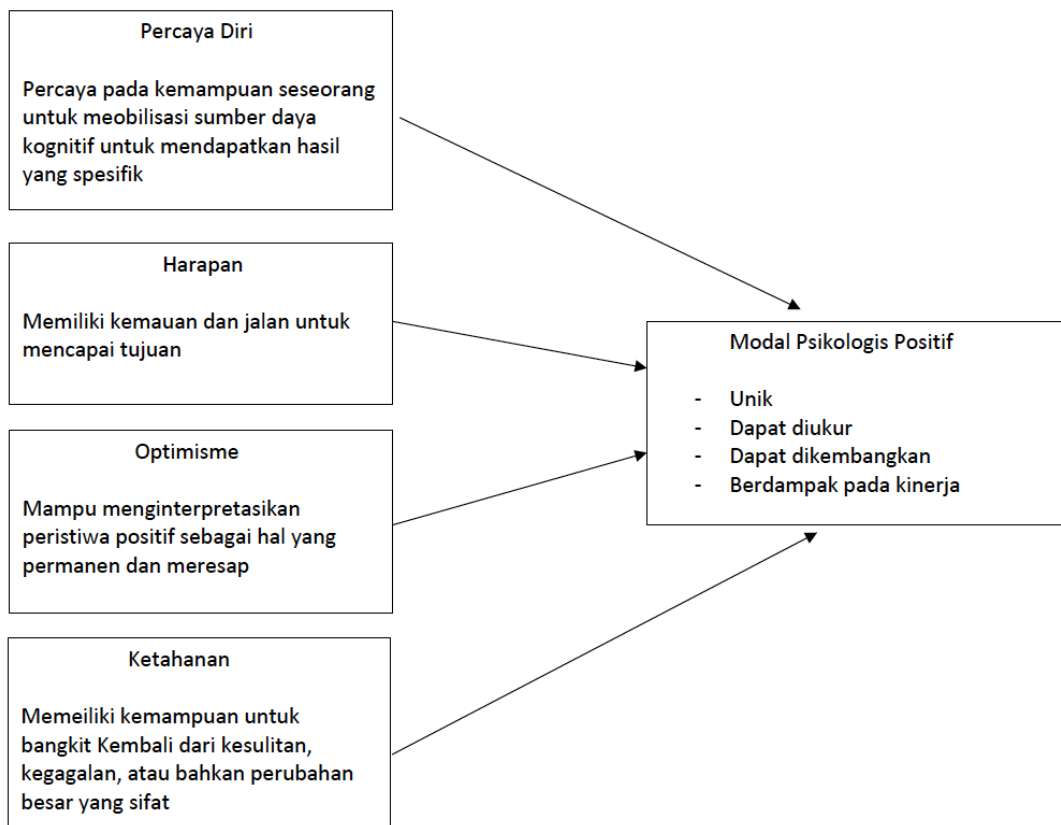 Percaya Diri
Percaya pada kemampuan seseorang
untuk meobilisasi sumber daya
kognitif untuk mendapatkan hasil
yang spesifik
Harapan
Memiliki kemauan dan jalan untuk
mencapai tujuan
Optimisme
Mampu menginterpretasikan
peristiwa positif sebagai hal yang
permanen dan meresap
Ketahanan
Memeiliki kemampuan untuk
bangkit Kembali dari kesulitan,
kegagalan, atau bahkan perubahan
besar yang sifat
Modal Psikologis Positif
- Unik
- Dapat diukur
- Dapat dikembangkan
- Berdampak pada kinerja